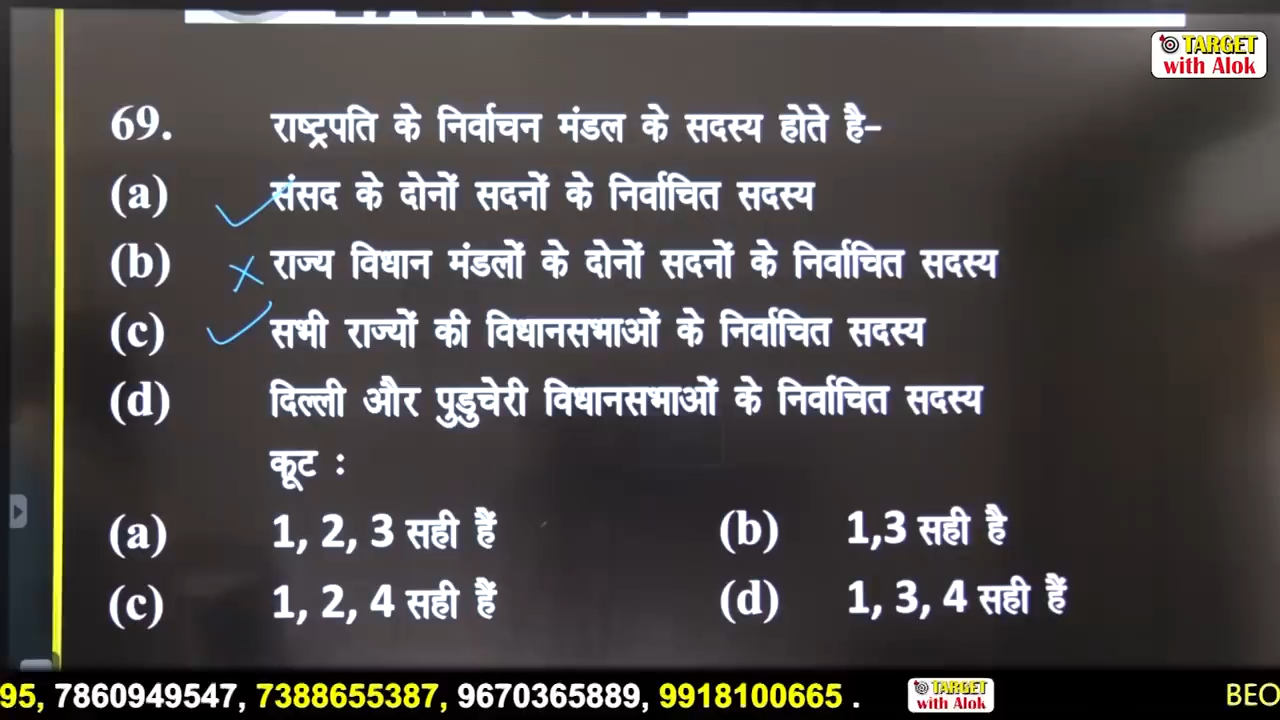 TARGET
with Alok
69. राष्ट्रपति के निर्वाचन मंडल के सदस्य होते है-
(a) संसद के दोनों सदनों के निर्वाचित सदस्य
(b) राज्य विधान मंडलों के दोनों सदनों के निर्वाचित सदस्य
(c) सभी राज्यों की विधानसभाओं के निर्वाचित सदस्य
(d) दिल्ली और पुडुचेरी विधानसभाओं के निर्वाचित सदस्य
कूट :
(a) 1, 2, 3 सही हैं (b) 1,3 सही है
(c) 1, 2, 4 सही हैं (d) 1, 3, 4 सही हैं
95, 7860949547, 7388655387, 9670365889, 9918100665 . TARGET with Alok BEO